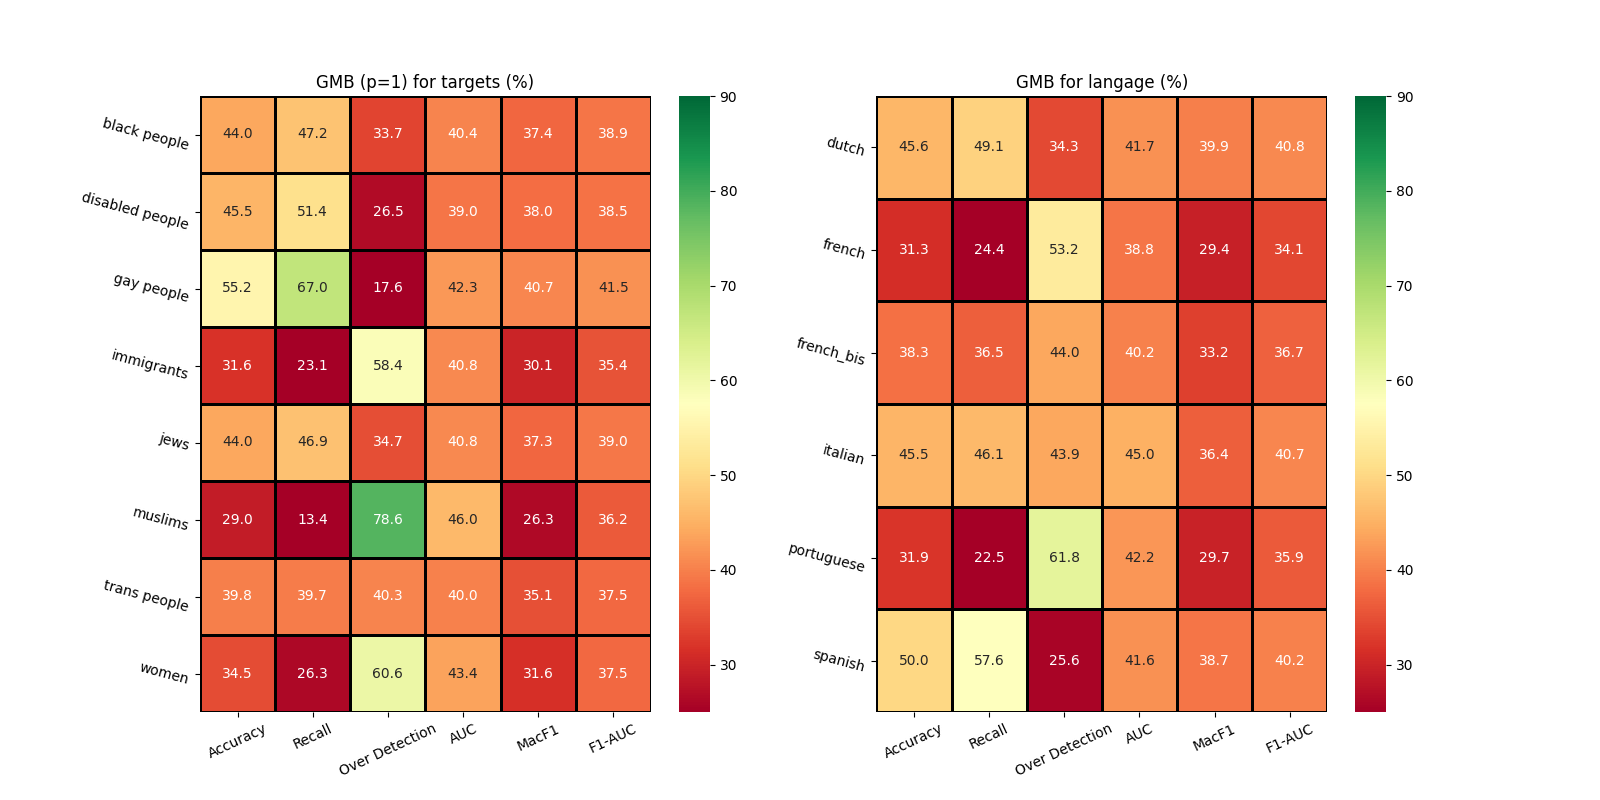 GMB (p=1) for targets (%)
black people 44.0 47.2 33.7 40.4 37.4 38.9
disabled people 45.5 51.4 26.5 39.0 38.0 38.5
gay people 55.2 67.0 17.6 42.3 40.7 41.5
immigrants 31.6 23.1 58.4 40.8 30.1 35.4
jews 44.0 46.9 34.7 40.8 37.3 39.0
muslims 29.0 13.4 78.6 46.0 26.3 36.2
trans people 39.8 39.7 40.3 40.0 35.1 37.5
women 34.5 26.3 60.6 43.4 31.6 37.5
Accuracy Recall Over Detection AUC MacF1 F1-AUC
90
80
70
60
50
40
30
GMB for langage (%)
dutch 45.6 49.1 34.3 41.7 39.9 40.8
french 31.3 24.4 53.2 38.8 29.4 34.1
french_bis 38.3 36.5 44.0 40.2 33.2 36.7
italian 45.5 46.1 43.9 45.0 36.4 40.7
portuguese 31.9 22.5 61.8 42.2 29.7 35.9
spanish 50.0 57.6 25.6 41.6 38.7 40.2
Accuracy Recall Over Detection AUC MacF1 F1-AUC
90
80
70
60
50
40
30